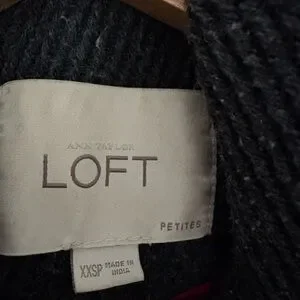 ANN TAYLOR
LOFT
PETITES
XXSP MADE IN
INDIA